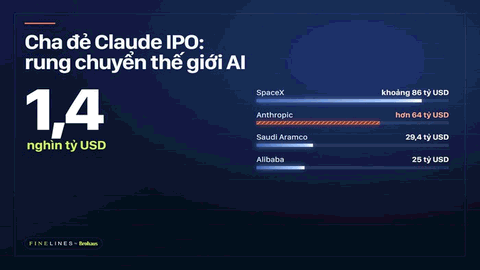 Cha đẻ Claude IPO:
rung chuyển thế giới AI
1,4
nghìn tỷ USD
SpaceX khoảng 86 tỷ USD
Anthropic hơn 64 tỷ USD
Saudi Aramco 29,4 tỷ USD
Alibaba 25 tỷ USD
FINELINES